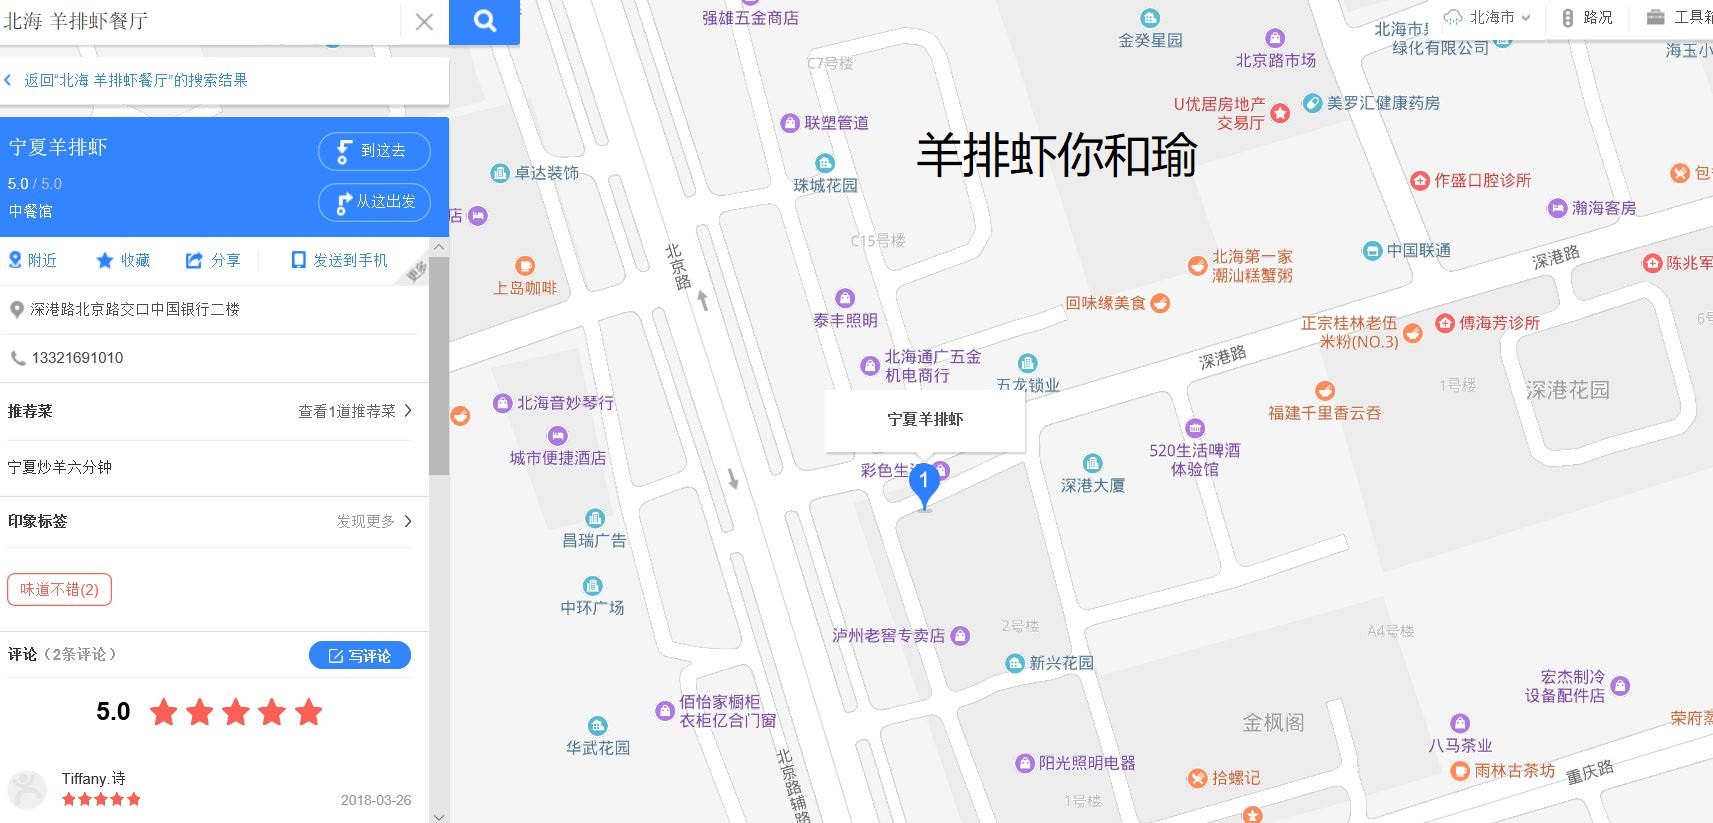 北海 羊排虾餐厅
返回"北海 羊排虾餐厅"的搜索结果
宁夏羊排虾
5.0 / 5.0
中餐馆
到这去
从这出发
附近
收藏
分享
发送到手机
更多
深港路北京路交口中国银行二楼
13321691010
推荐菜
查看1道推荐菜
宁夏炒羊六分钟
印象标签
发现更多
味道不错(2)
评论（2条评论）
写评论
5.0
Tiffany.诗
2018-03-26
北海市
路况
工具箱
强雄五金商店
金癸星园
北京路市场
绿化有限公司
C7号楼
联塑管道
U优居房地产
交易厅
美罗汇健康药房
羊排虾你和瑜
卓达装饰
珠城花园
作盛口腔诊所
瀚海客房
店
C15号楼
北京路
中国联通
深港路
北海第一家
潮汕糕蟹粥
上岛咖啡
回味缘美食
泰丰照明
正宗桂林老伍
米粉(NO.3)
傅海芳诊所
北海通广五金
机电商行
五龙锁业
深港路
1号楼
深港花园
北海音妙琴行
宁夏羊排虾
福建千里香云吞
城市便捷酒店
520生活啤酒
体验馆
彩色生
1
深港大厦
昌瑞广告
中环广场
泸州老窖专卖店
2号楼
A4号楼
新兴花园
宏杰制冷
设备配件店
佰怡家橱柜
衣柜亿合门窗
金枫阁
华武花园
八马茶业
阳光照明电器
拾螺记
雨林古茶坊
重庆路
北京路辅路
1号楼